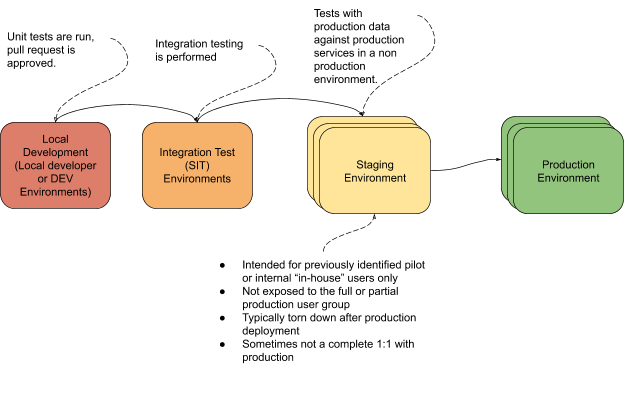 Unit tests are run,
pull request is
approved.
Integration testing
is performed
Tests with
production data
against production
services in a non
production
environment.
Local
Development
(Local developer
or DEV
Environments)
Integration Test
(SIT)
Environments
Staging
Environment
Production
Environment
● Intended for previously identified pilot
or internal “in-house” users only
● Not exposed to the full or partial
production user group
● Typically torn down after production
deployment
● Sometimes not a complete 1:1 with
production